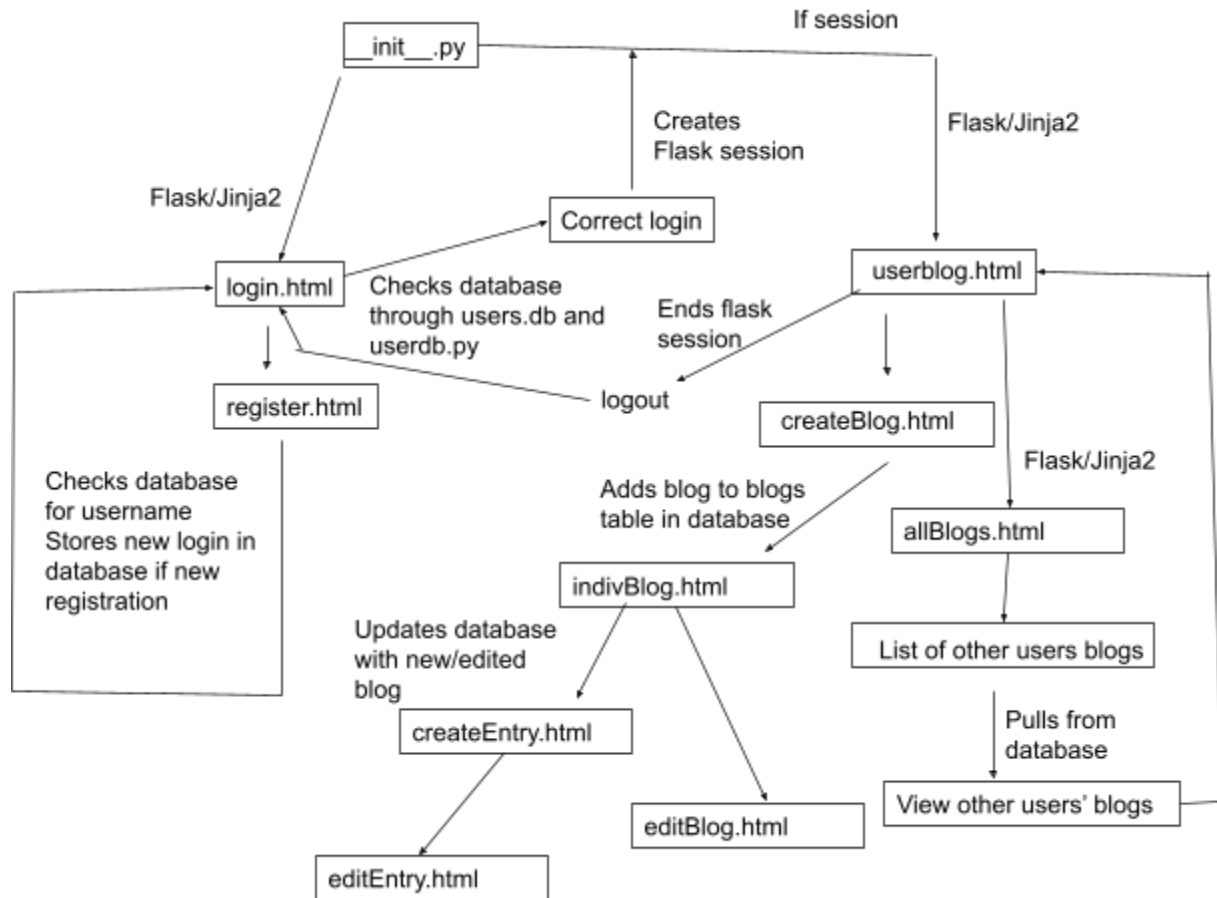 If session
__init__.py
Creates
Flask session
Flask/Jinja2
Flask/Jinja2
Correct login
userblog.html
login.html
Checks database
through users.db and
userdb.py
Ends flask
session
register.html
logout
createBlog.html
Flask/Jinja2
Checks database
for username
Stores new login in
database if new
registration
Adds blog to blogs
table in database
allBlogs.html
indivBlog.html
Updates database
with new/edited
blog
List of other users blogs
createEntry.html
Pulls from
database
View other users’ blogs
editBlog.html
editEntry.html